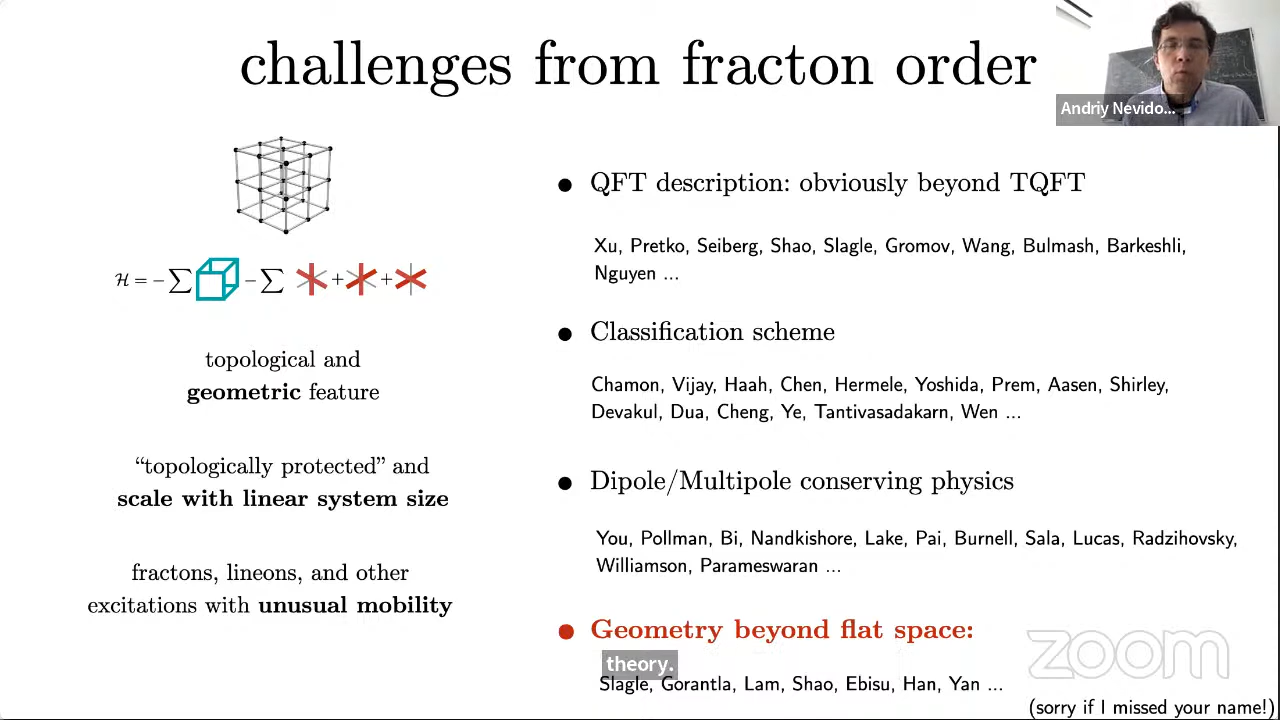 challenges from fracton order
Andriy Nevido...
ℋ = − ∑ − ∑ + +
topological and
geometric feature
“topologically protected” and
scale with linear system size
fractons, lineons, and other
excitations with unusual mobility
• QFT description: obviously beyond TQFT
Xu, Pretko, Seiberg, Shao, Slagle, Gromov, Wang, Bulmash, Barkeshli,
Nguyen ...
• Classification scheme
Chamon, Vijay, Haah, Chen, Hermele, Yoshida, Prem, Aasen, Shirley,
Devakul, Dua, Cheng, Ye, Tantivasadakarn, Wen ...
• Dipole/Multipole conserving physics
You, Pollman, Bi, Nandkishore, Lake, Pai, Burnell, Sala, Lucas, Radzihovsky,
Williamson, Parameswaran ...
• Geometry beyond flat space:
theory.
Slagle, Gorantla, Lam, Shao, Ebisu, Han, Yan ...
zoom
(sorry if I missed your name!)